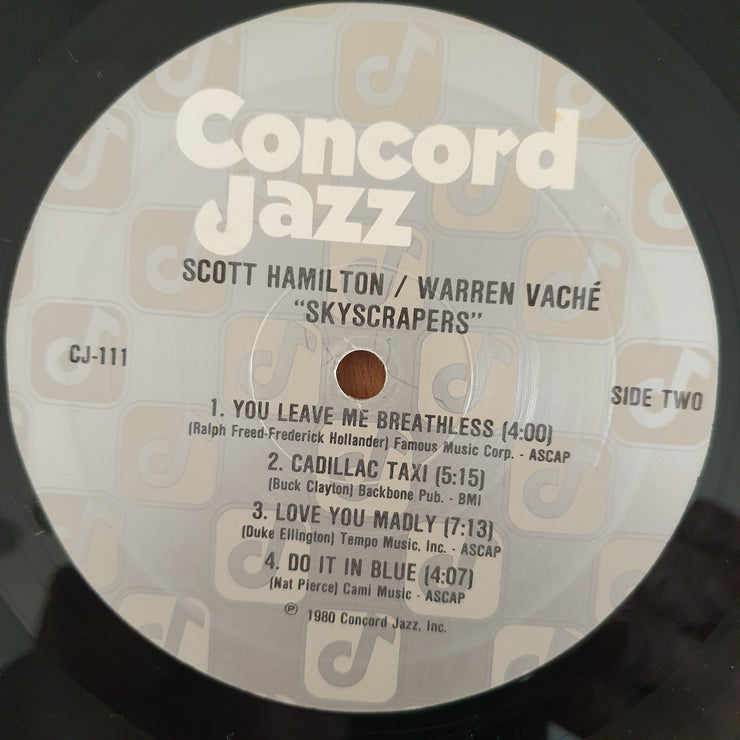 Concord
Jazz
SCOTT HAMILTON / WARREN VACHÉ
"SKYSCRAPERS"
CJ-111
SIDE TWO
1. YOU LEAVE ME BREATHLESS (4:00)
(Ralph Freed-Frederick Hollander) Famous Music Corp. - ASCAP
2. CADILLAC TAXI (5:15)
(Buck Clayton) Backbone Pub. - BMI
3. LOVE YOU MADLY (7:13)
(Duke Ellington) Tempo Music, Inc. - ASCAP
4. DO IT IN BLUE (4:07)
(Nat Pierce) Cami Music - ASCAP
℗ 1980 Concord Jazz, Inc.